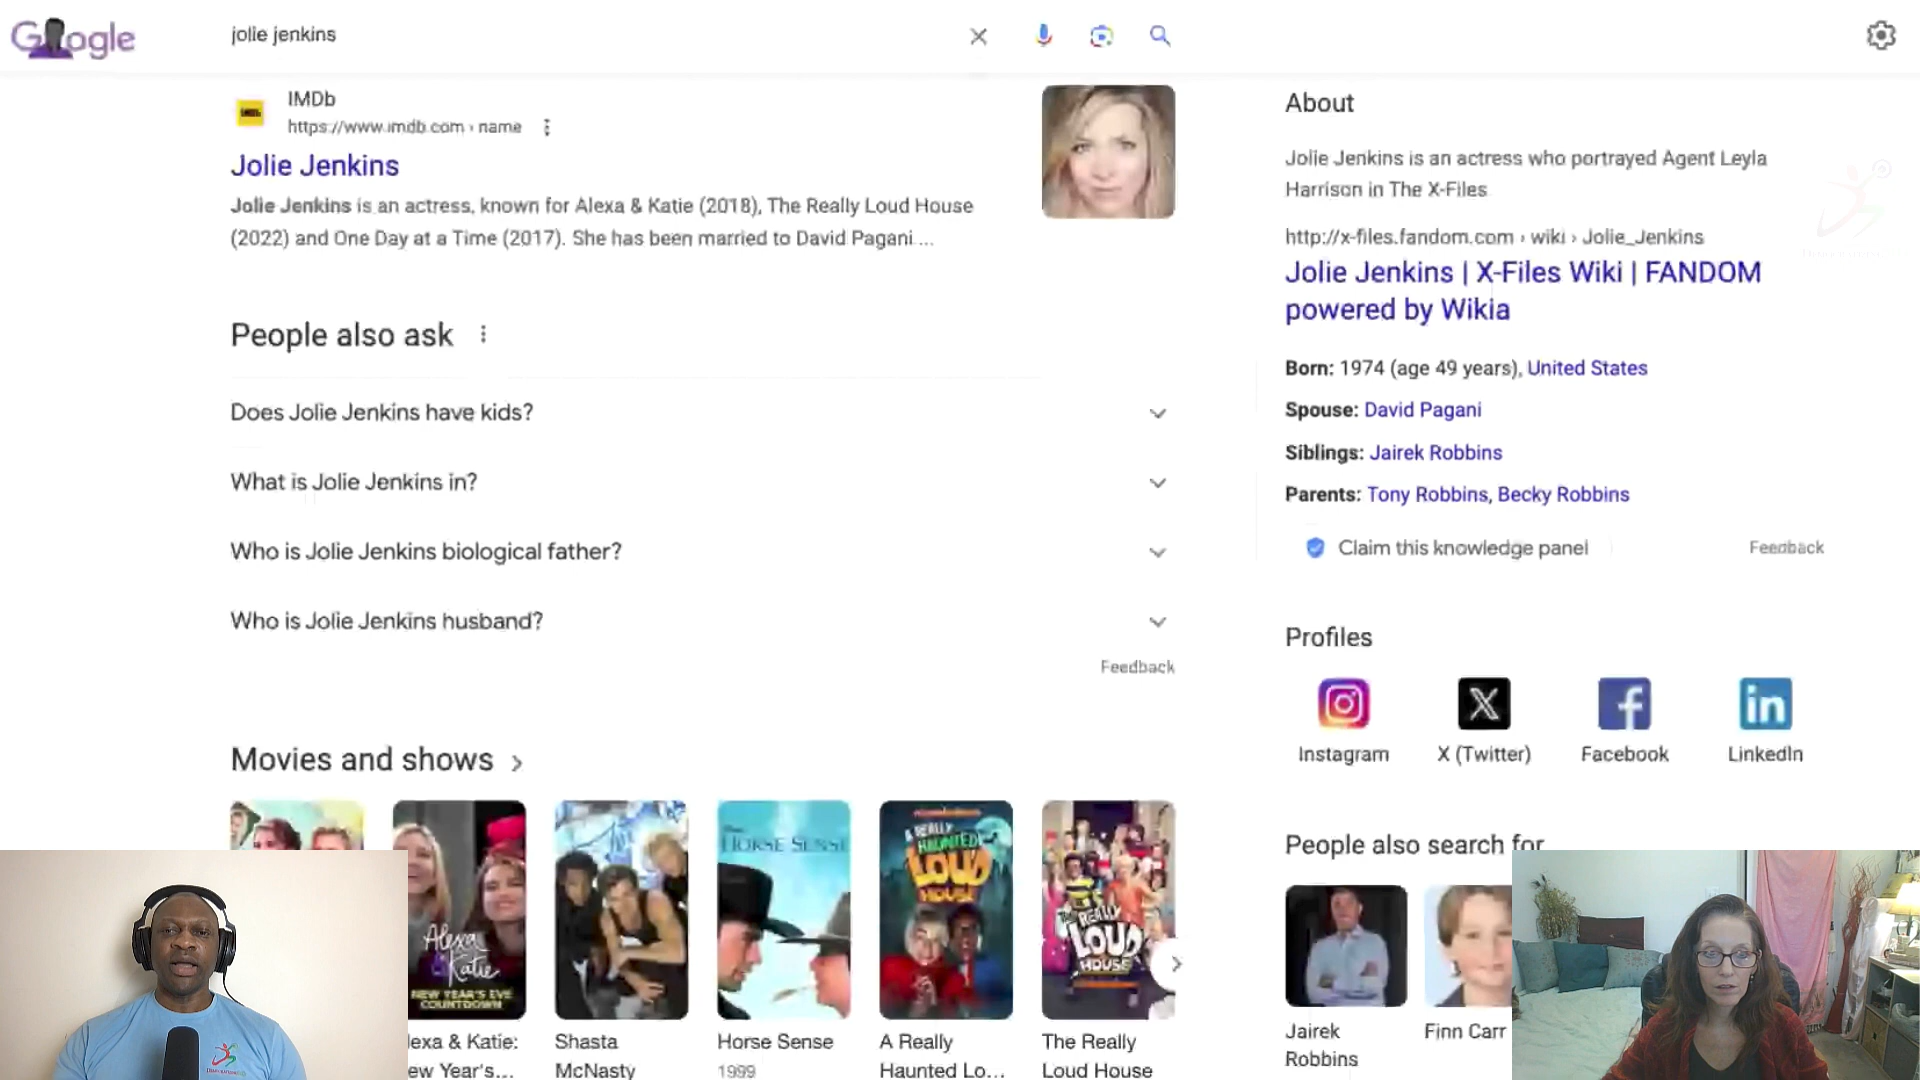 Google
jolie jenkins
IMDb
https://www.imdb.com › name
Jolie Jenkins
Jolie Jenkins is an actress, known for Alexa & Katie (2018), The Really Loud House
(2022) and One Day at a Time (2017). She has been married to David Pagani ...
People also ask
Does Jolie Jenkins have kids?
What is Jolie Jenkins in?
Who is Jolie Jenkins biological father?
Who is Jolie Jenkins husband?
Feedback
Movies and shows
Alexa & Katie
NEW YEAR'S EVE
COUNTDOWN
HORSE SENSE
A REALLY
HAUNTED
LOUD
HOUSE
THE REALLY
LOUD
HOUSE
lexa & Katie:
ew Year's...
Shasta
McNasty
Horse Sense
1999
A Really
Haunted Lo...
The Really
Loud House
About
Jolie Jenkins is an actress who portrayed Agent Leyla
Harrison in The X-Files
http://x-files.fandom.com › wiki › Jolie_Jenkins
Jolie Jenkins | X-Files Wiki | FANDOM
powered by Wikia
Born: 1974 (age 49 years), United States
Spouse: David Pagani
Siblings: Jairek Robbins
Parents: Tony Robbins, Becky Robbins
Claim this knowledge panel
Feedback
Profiles
Instagram
X (Twitter)
Facebook
LinkedIn
People also search for
Jairek
Robbins
Finn Carr